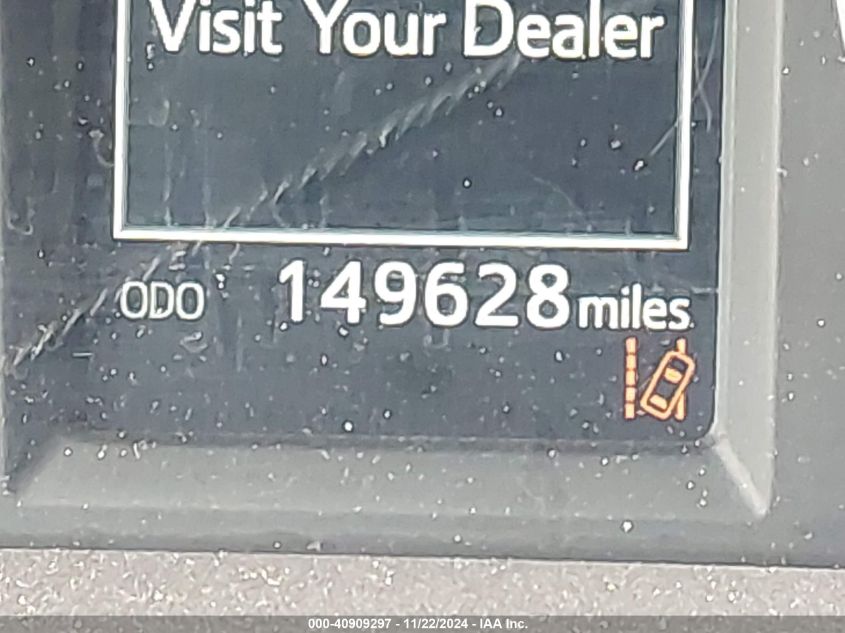 Visit Your Dealer
ODO 149628 miles
000-40909297 - 11/22/2024 - IAA Inc.